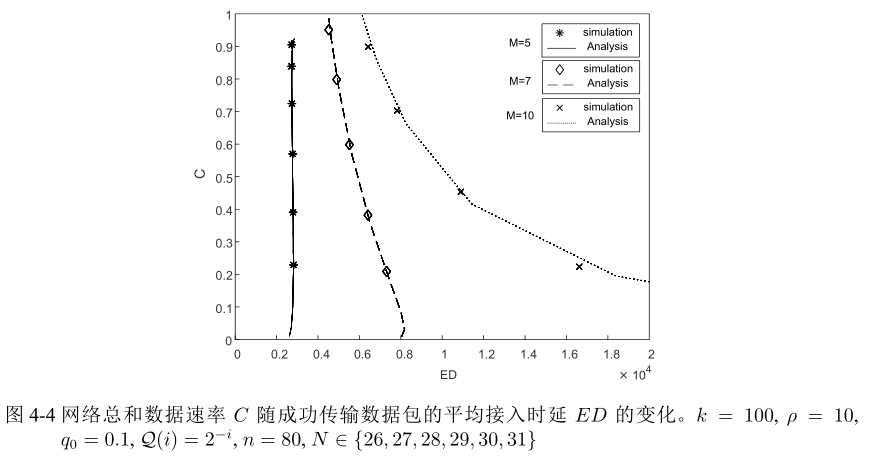 C
1
0.9
0.8
0.7
0.6
0.5
0.4
0.3
0.2
0.1
0
0 0.2 0.4 0.6 0.8 1 1.2 1.4 1.6 1.8 2
× 10⁴
ED
M=5
simulation
Analysis
M=7
simulation
Analysis
M=10
simulation
Analysis
图 4-4 网络总和数据速率 C 随成功传输数据包的平均接入时延 ED 的变化。k = 100, ρ = 10,
q₀ = 0.1, 𝒬(i) = 2⁻ⁱ, n = 80, N ∈ {26, 27, 28, 29, 30, 31}